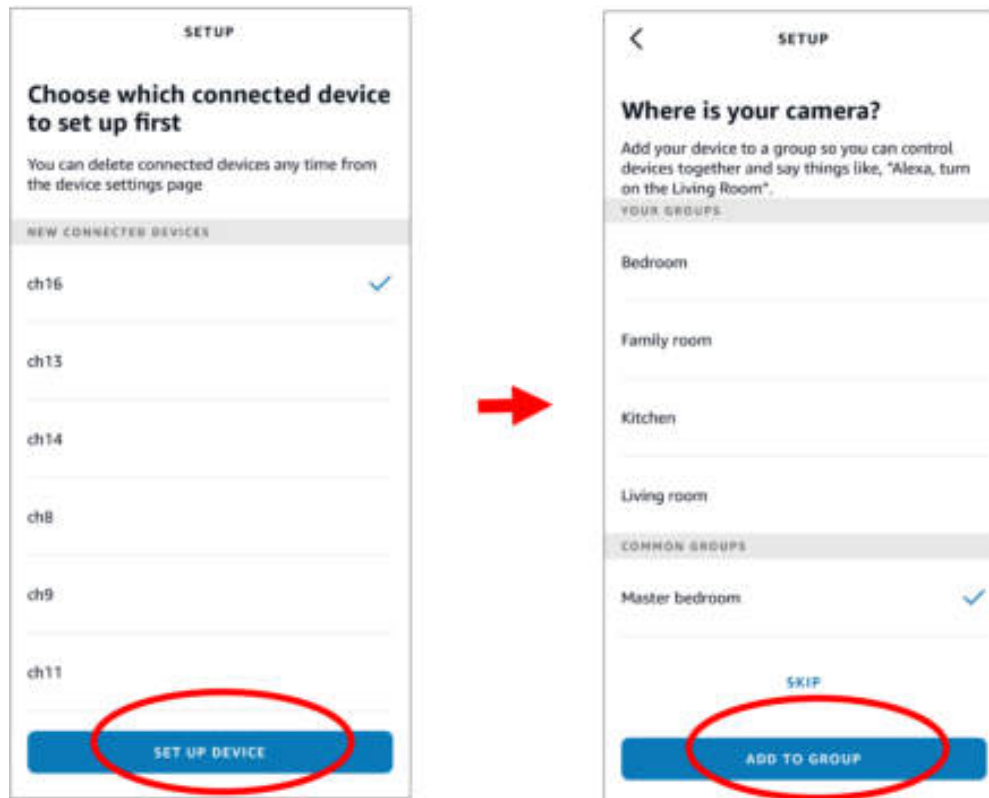 SETUP
Choose which connected device
to set up first
You can delete connected devices any time from
the device settings page
NEW CONNECTED DEVICES
ch16
ch13
ch14
ch8
ch9
ch11
SET UP DEVICE
SETUP
Where is your camera?
Add your device to a group so you can control
devices together and say things like, "Alexa, turn
on the Living Room".
YOUR GROUPS
Bedroom
Family room
Kitchen
Living room
COMMON GROUPS
Master bedroom
SKIP
ADD TO GROUP